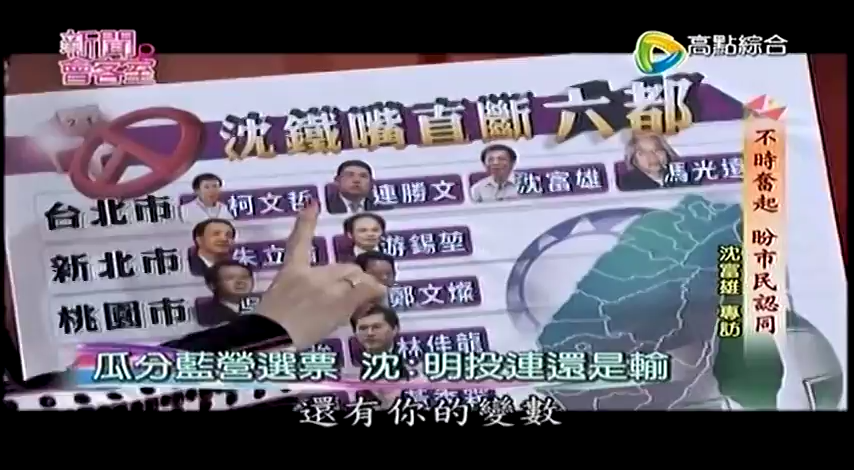 新聞
會客室
高點綜合
沈鐵嘴直斷六都
台北市 柯文哲 連勝文 沈富雄 馮光遠
新北市 朱立 游錫堃
桃園市 鄭文燦
林佳龍
不時奮起 盼市民認同
沈富雄 專訪
瓜分藍營選票 沈:明投連還是輸
還有你的變數